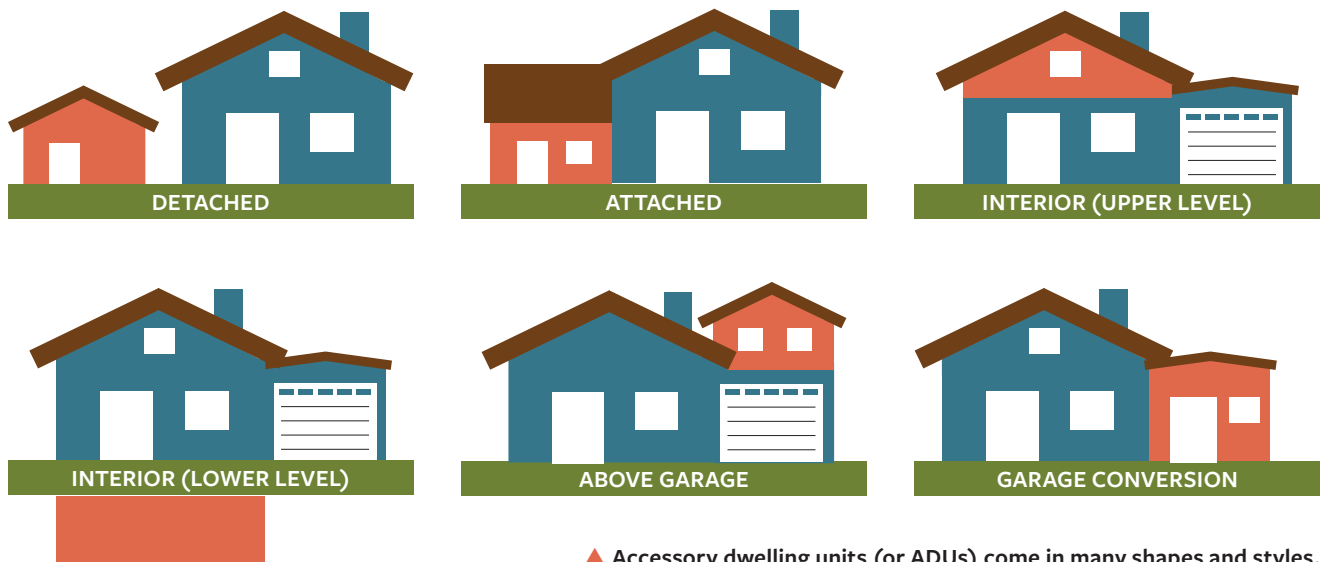 DETACHED
ATTACHED
INTERIOR (UPPER LEVEL)
INTERIOR (LOWER LEVEL)
ABOVE GARAGE
GARAGE CONVERSION
Accessory dwelling units (or ADUs) come in many shapes and styles.